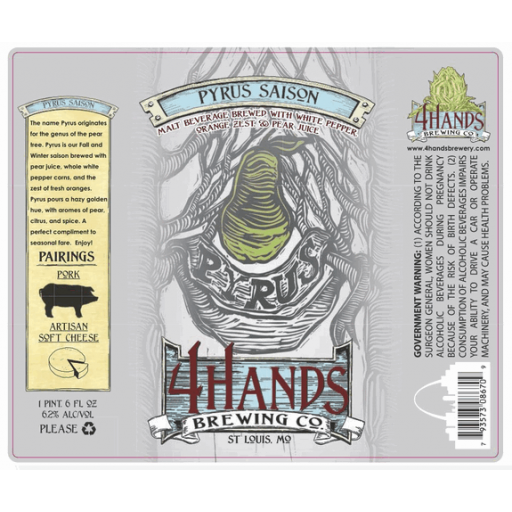 PYRUS SAISON
The name Pyrus originates
for the genus of the pear
tree. Pyrus is our Fall and
Winter saison brewed with
pear juice, whole white
pepper corns, and the
zest of fresh oranges.
Pyrus pours a hazy golden
hue, with aromes of pear,
citrus, and spice. A
perfect compliment to
seasonal fare. Enjoy!
PAIRINGS
PORK
ARTISAN
SOFT CHEESE
1 PINT 6 FL OZ
6.2% ALC/VOL
PLEASE
PYRUS SAISON
MALT BEVERAGE BREWED WITH WHITE PEPPER,
ORANGE ZEST & PEAR JUICE
PYRUS
4HANDS
BREWING CO.
ST LOUIS, MO
4HANDS
BREWING CO.
www.4handsbrewery.com
GOVERNMENT WARNING: (1) ACCORDING TO THE
SURGEON GENERAL, WOMEN SHOULD NOT DRINK
ALCOHOLIC BEVERAGES DURING PREGNANCY
BECAUSE OF THE RISK OF BIRTH DEFECTS. (2)
CONSUMPTION OF ALCOHOLIC BEVERAGES IMPAIRS
YOUR ABILITY TO DRIVE A CAR OR OPERATE
MACHINERY, AND MAY CAUSE HEALTH PROBLEMS.
7 93573 08670 9